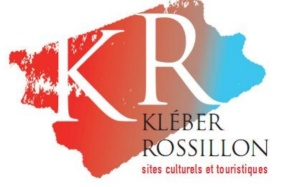 KR
KLÉBER
ROSSILLON
sites culturels et touristiques